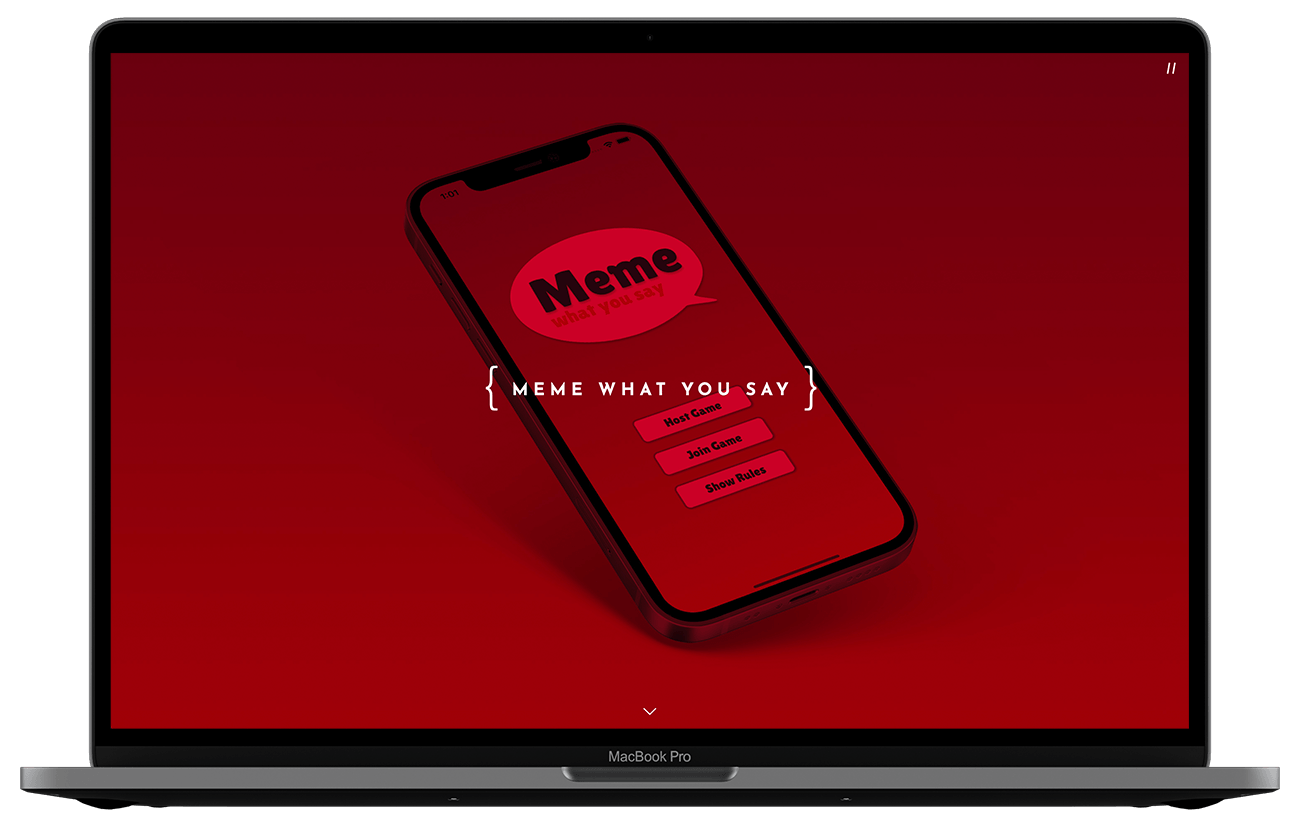 //
1:01
Meme
what you say
{ MEME WHAT YOU SAY }
Host Game
Join Game
Show Rules
MacBook Pro